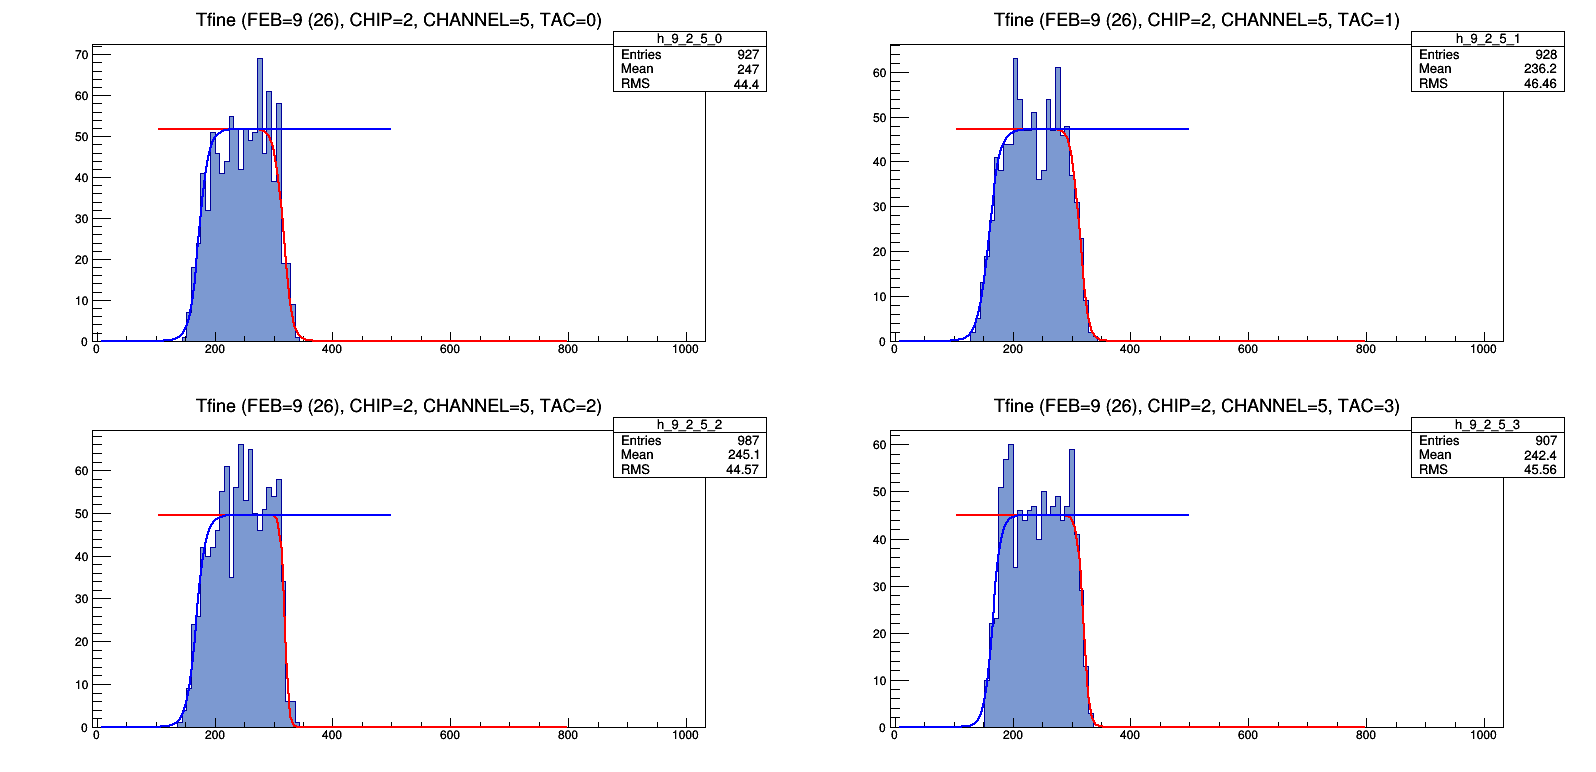 Tfine (FEB=9 (26), CHIP=2, CHANNEL=5, TAC=0)
h_9_2_5_0
Entries 927
Mean 247
RMS 44.4
70
60
50
40
30
20
10
0
0 200 400 600 800 1000
Tfine (FEB=9 (26), CHIP=2, CHANNEL=5, TAC=1)
h_9_2_5_1
Entries 928
Mean 236.2
RMS 46.46
60
50
40
30
20
10
0
0 200 400 600 800 1000
Tfine (FEB=9 (26), CHIP=2, CHANNEL=5, TAC=2)
h_9_2_5_2
Entries 987
Mean 245.1
RMS 44.57
60
50
40
30
20
10
0
0 200 400 600 800 1000
Tfine (FEB=9 (26), CHIP=2, CHANNEL=5, TAC=3)
h_9_2_5_3
Entries 907
Mean 242.4
RMS 45.56
60
50
40
30
20
10
0
0 200 400 600 800 1000